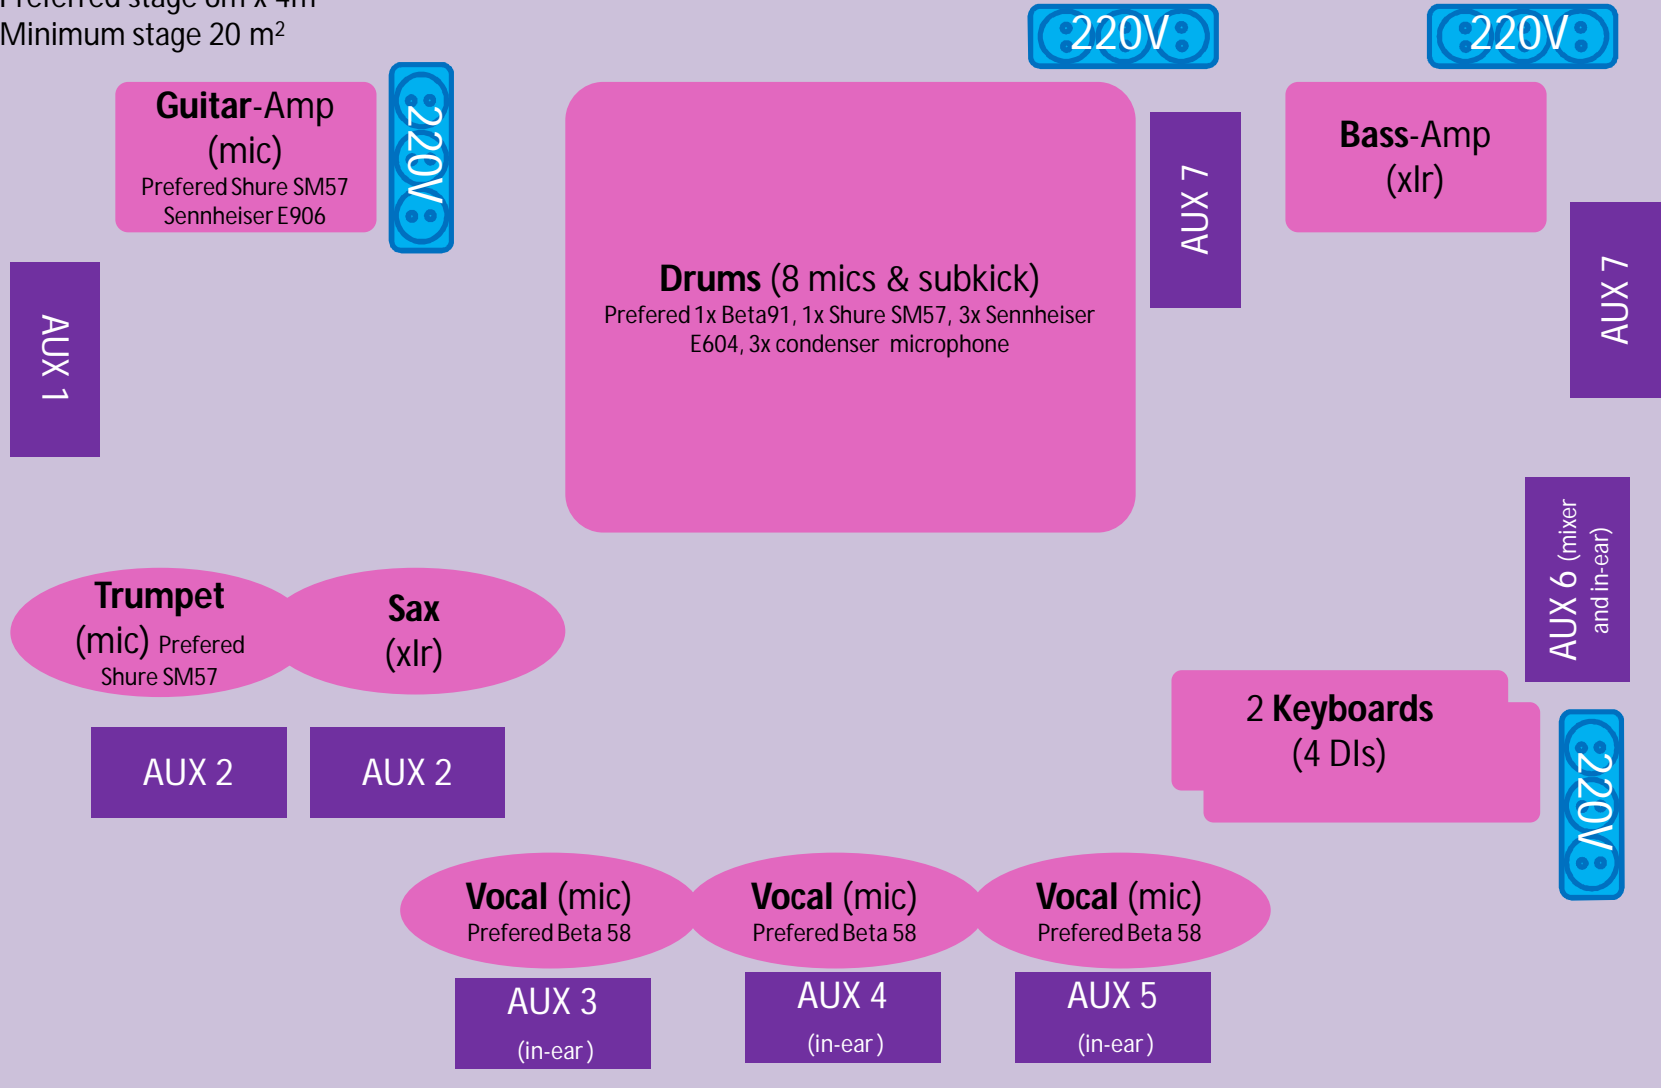 Preferred stage 6m x 4m
Minimum stage 20 m²
220V
220V
Guitar-Amp
(mic)
Prefered Shure SM57
Sennheiser E906
220V
Drums (8 mics & subkick)
Prefered 1x Beta91, 1x Shure SM57, 3x Sennheiser
E604, 3x condenser microphone
AUX 7
Bass-Amp
(xlr)
AUX 7
AUX 1
AUX 6 (mixer
and in-ear)
Trumpet
(mic) Prefered
Shure SM57
Sax
(xlr)
2 Keyboards
(4 DIs)
220V
AUX 2
AUX 2
Vocal (mic)
Prefered Beta 58
Vocal (mic)
Prefered Beta 58
Vocal (mic)
Prefered Beta 58
AUX 3
(in-ear)
AUX 4
(in-ear)
AUX 5
(in-ear)